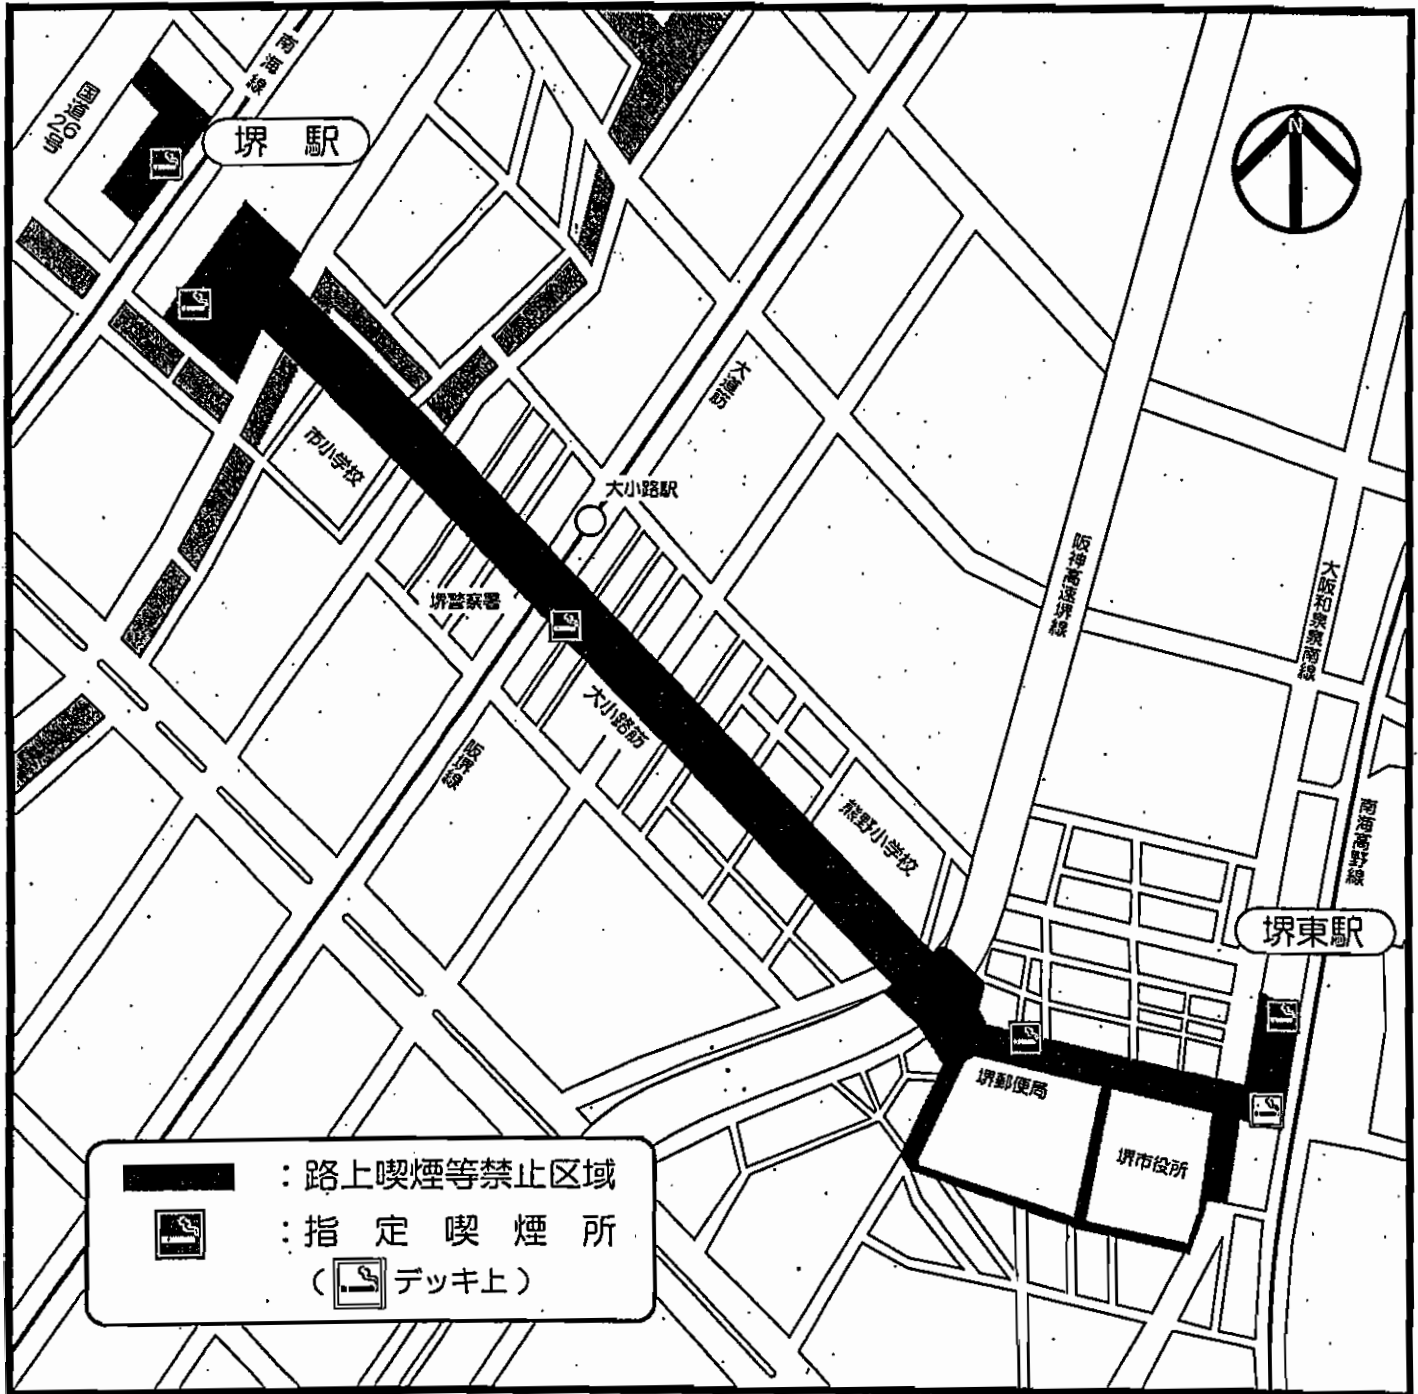 南海線
国道26号
堺 駅
N
市小学校
大道筋
大小路駅
堺警察署
阪神高速堺線
大阪和泉泉南線
大小路筋
阪堺線
熊野小学校
南海高野線
堺東駅
堺郵便局
堺市役所
：路上喫煙等禁止区域
：指定喫煙所
（デッキ上）